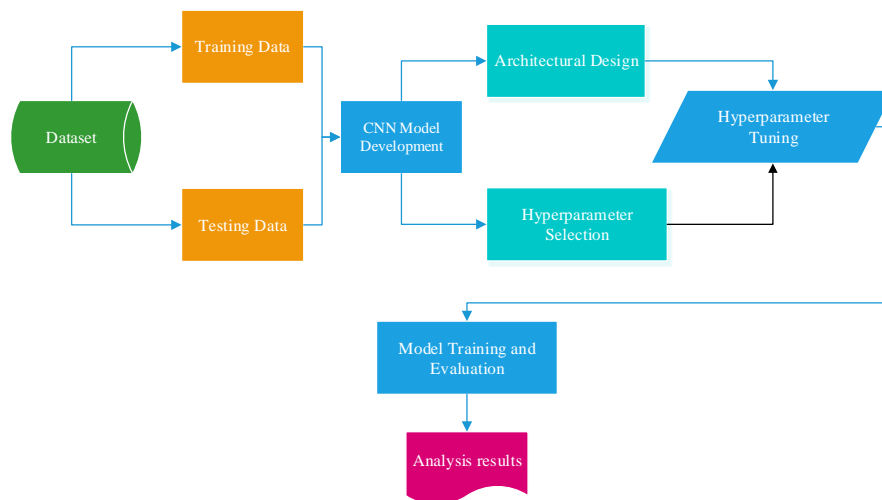 Training Data
Architectural Design
Dataset
CNN Model
Development
Hyperparameter
Tuning
Testing Data
Hyperparameter
Selection
Model Training and
Evaluation
Analysis results